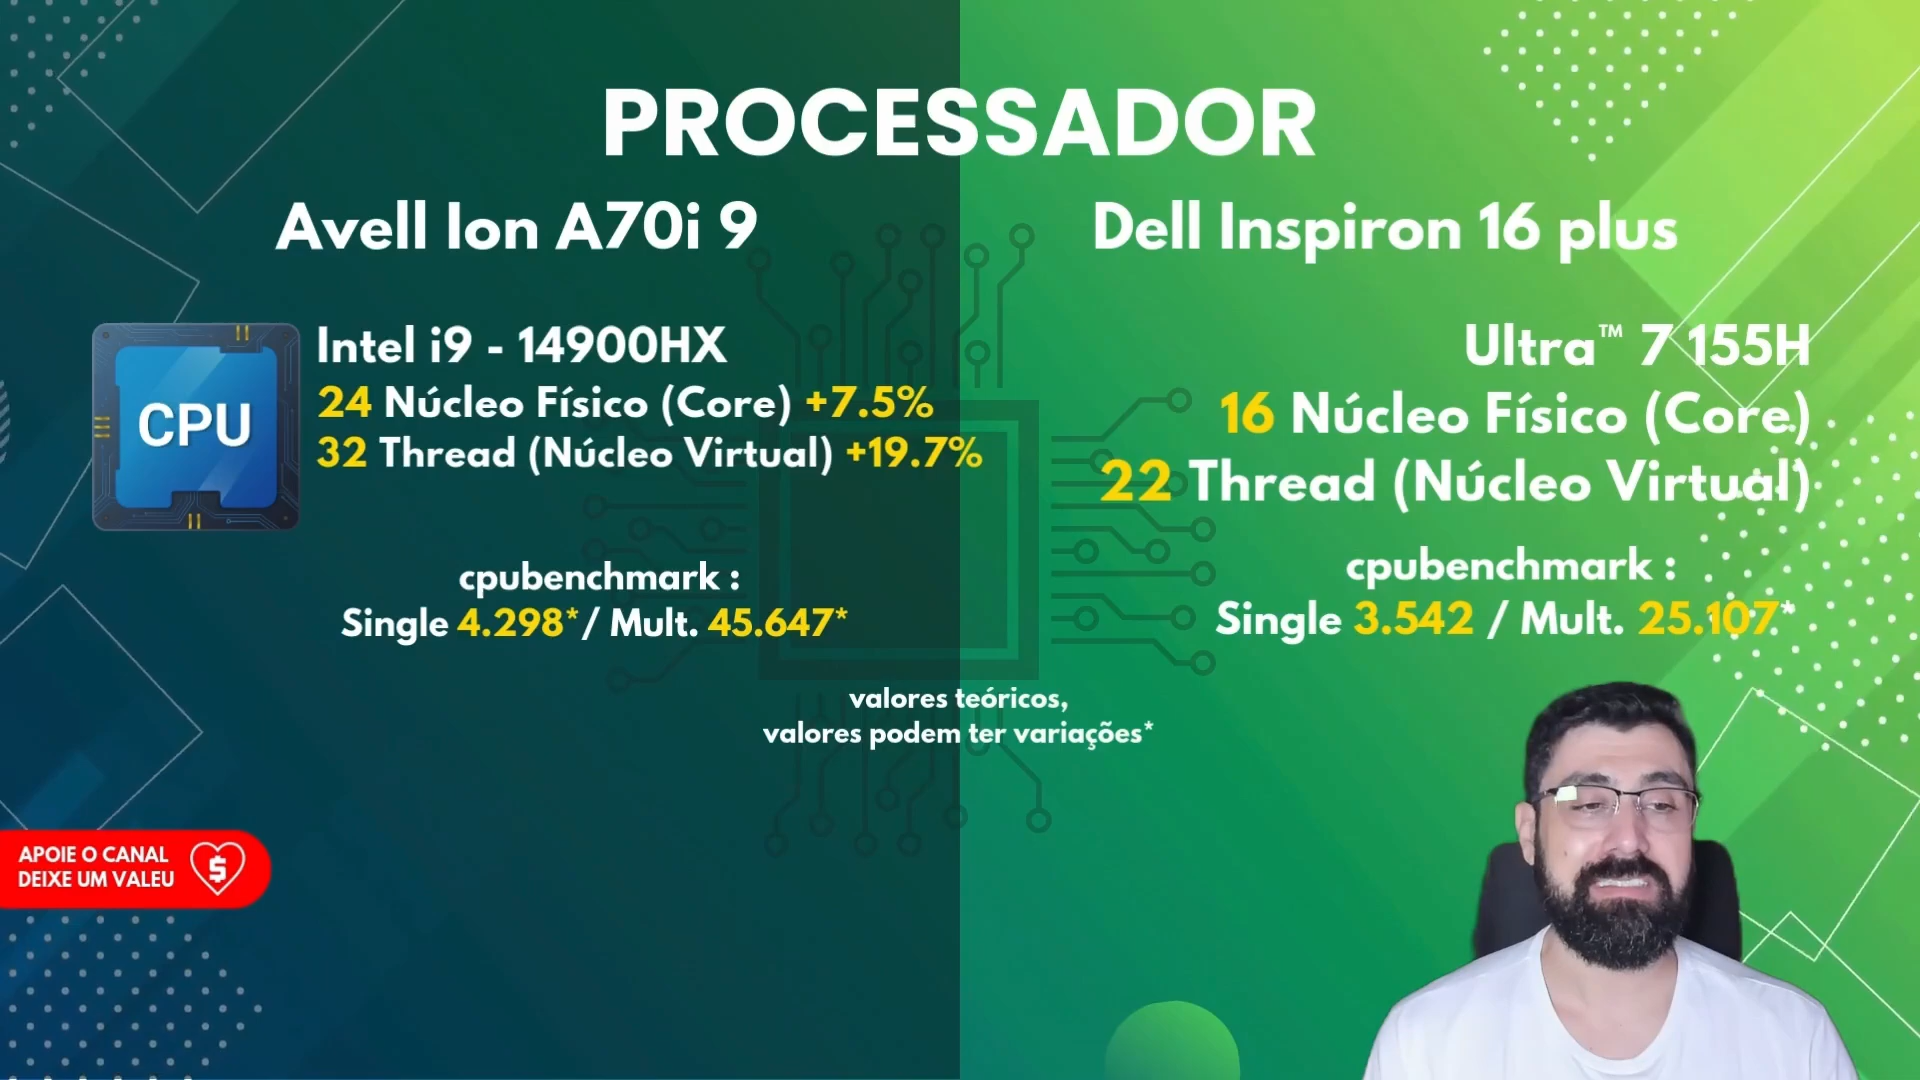 PROCESSADOR
Avell Ion A70i 9
CPU
Intel i9 - 14900HX
24 Núcleo Físico (Core) +7.5%
32 Thread (Núcleo Virtual) +19.7%
cpubenchmark :
Single 4.298*/ Mult. 45.647*
Dell Inspiron 16 plus
Ultra™ 7 155H
16 Núcleo Físico (Core)
22 Thread (Núcleo Virtual)
cpubenchmark :
Single 3.542 / Mult. 25.107*
valores teóricos,
valores podem ter variações*
APOIE O CANAL
DEIXE UM VALEU
$